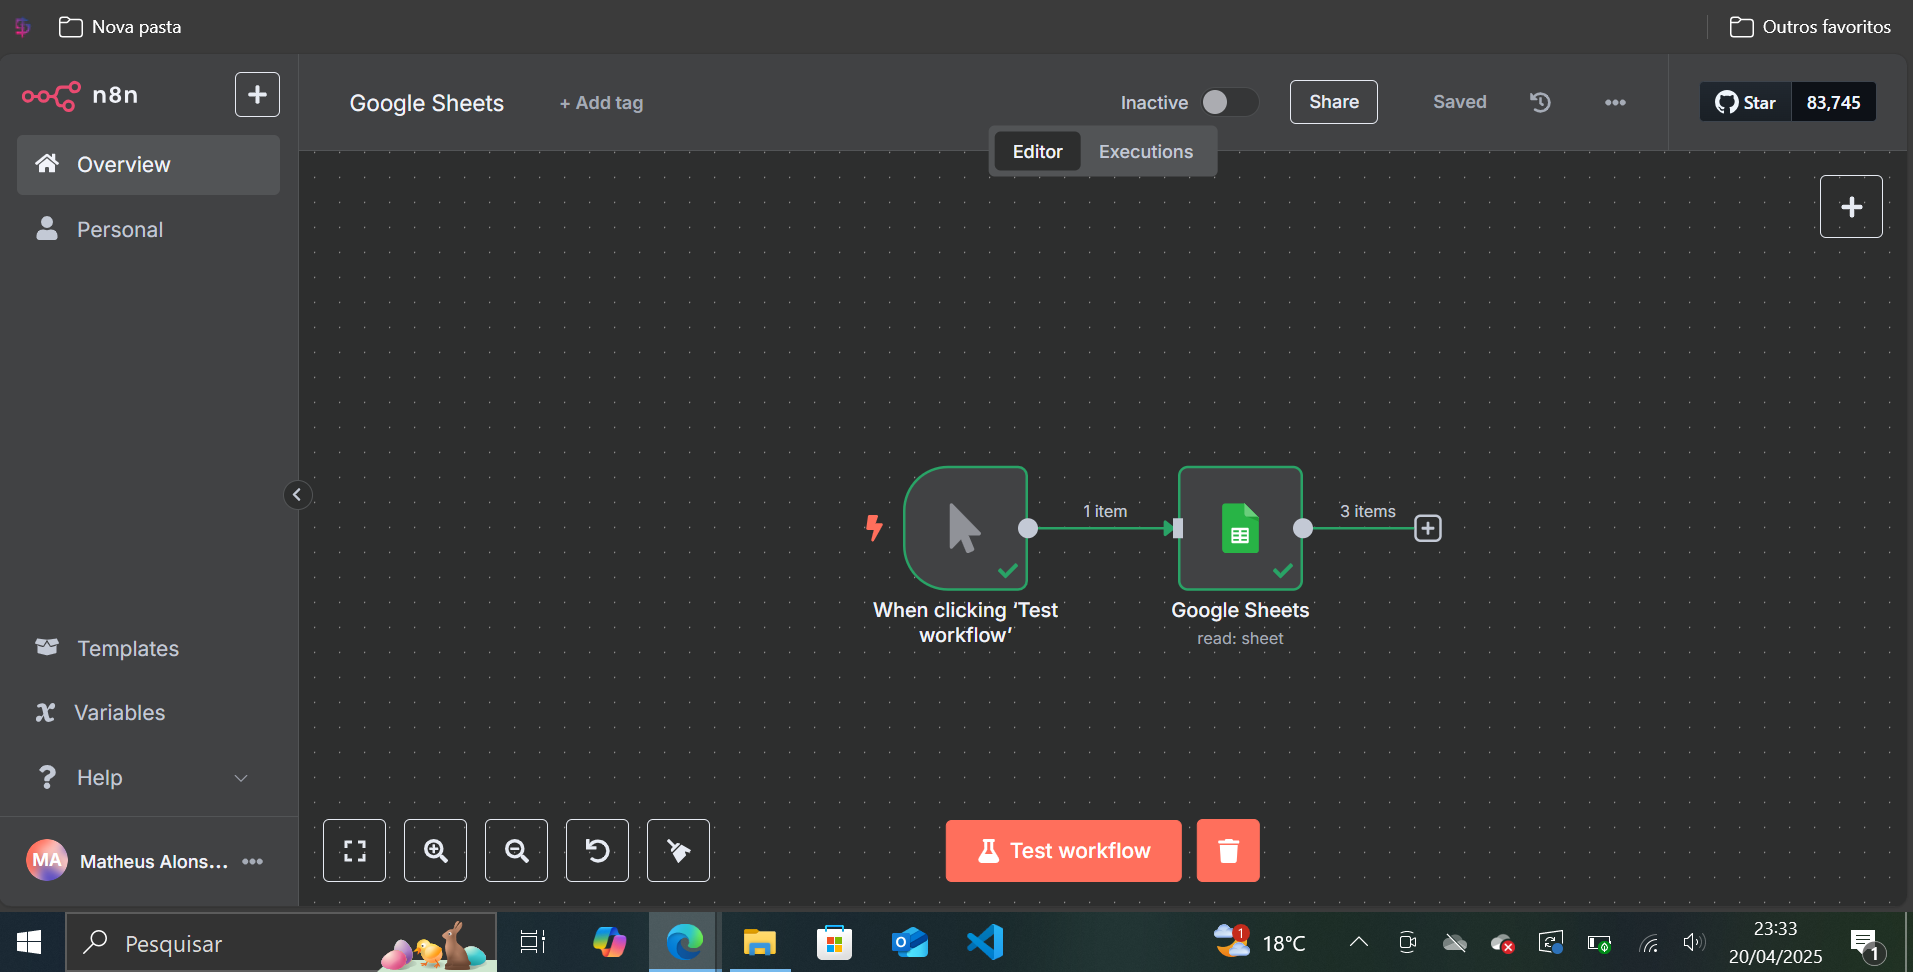 Nova pasta
Outros favoritos
n8n
Google Sheets
+ Add tag
Inactive
Share
Saved
Star
83,745
Editor
Executions
Overview
Personal
1 item
3 items
When clicking ‘Test
workflow’
Google Sheets
read: sheet
Templates
Variables
Help
MA
Matheus Alons...
Test workflow
Pesquisar
1
18°C
23:33
20/04/2025
1